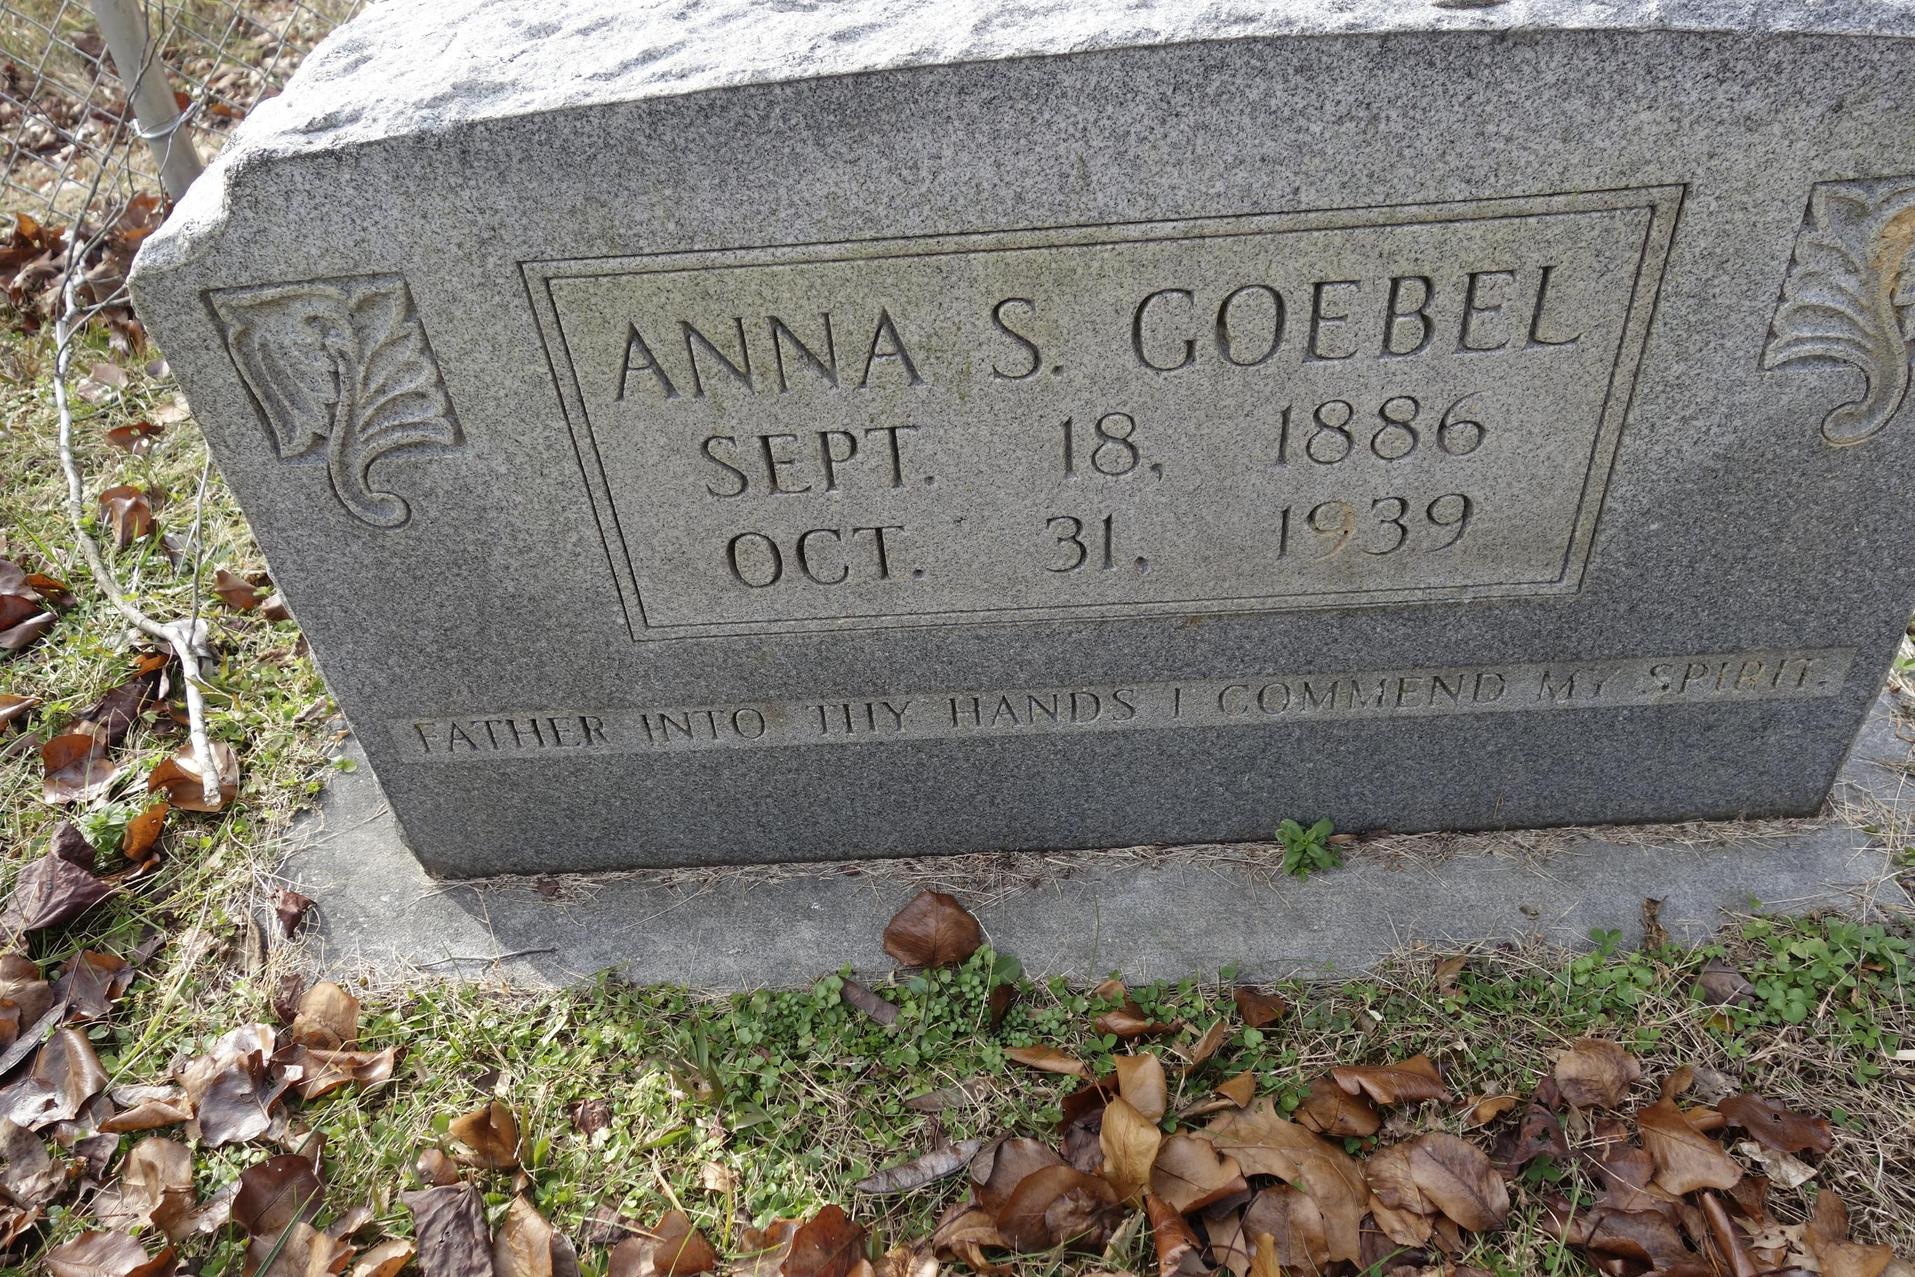 ANNA S. GOEBEL
SEPT. 18, 1886
OCT. 31, 1939
FATHER INTO THY HANDS I COMMEND MY SPIRIT.